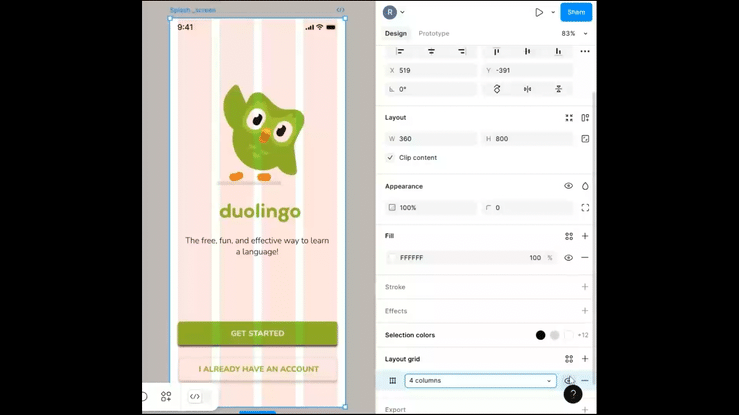 Splash_screen
</>
9:41
duolingo
The free, fun, and effective way to learn
a language!
GET STARTED
I ALREADY HAVE AN ACCOUNT
</>
R
Share
Design
Prototype
83%
X 519
Y -391
0°
Layout
W 360
H 800
Clip content
Appearance
100%
0
Fill
FFFFFF
100 %
Stroke
Effects
Selection colors
+12
Layout grid
4 columns
?
Export